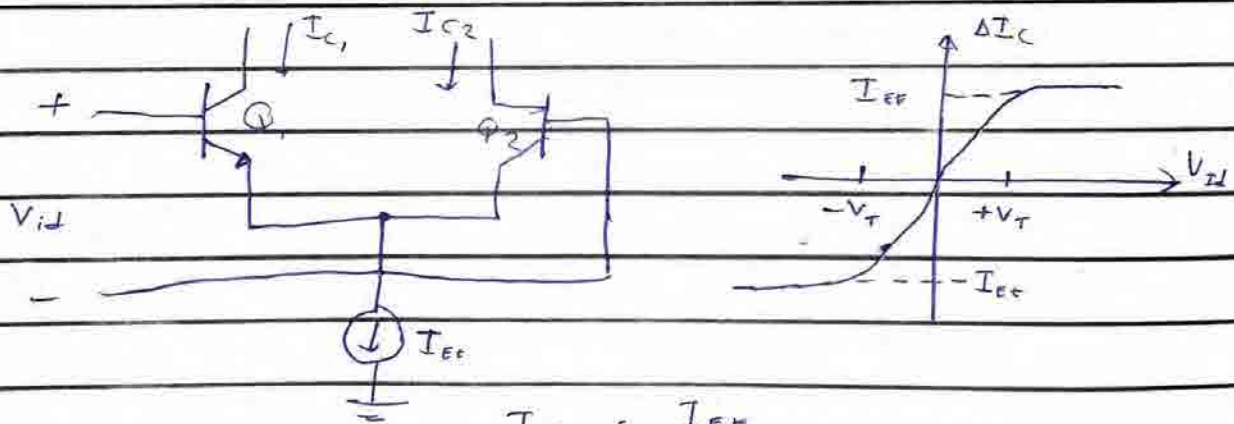 I_C1 I_C2 ΔI_C
+ Q1 Q2 I_EE
V_id -V_T +V_T V_Id
- -I_EE
I_EE